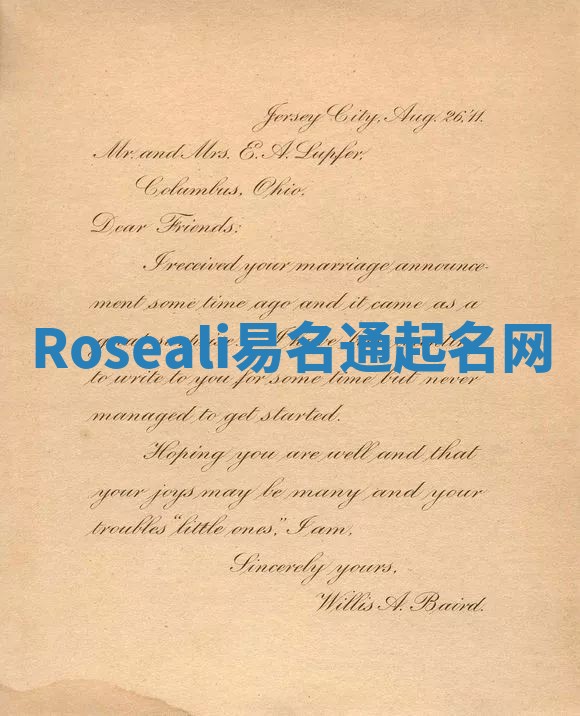 Jersey City, Aug. 26,'11.
Mr. and Mrs. E. A. Lupfer,
Columbus, Ohio.
Dear Friends:
I received your marriage announce-
ment some time ago and it came as a
Roseali易名通起名网
to write to you for some time but never
managed to get started.
Hoping you are well and that
your joys may be many and your
troubles "little ones," I am,
Sincerely yours,
Willis A. Baird.